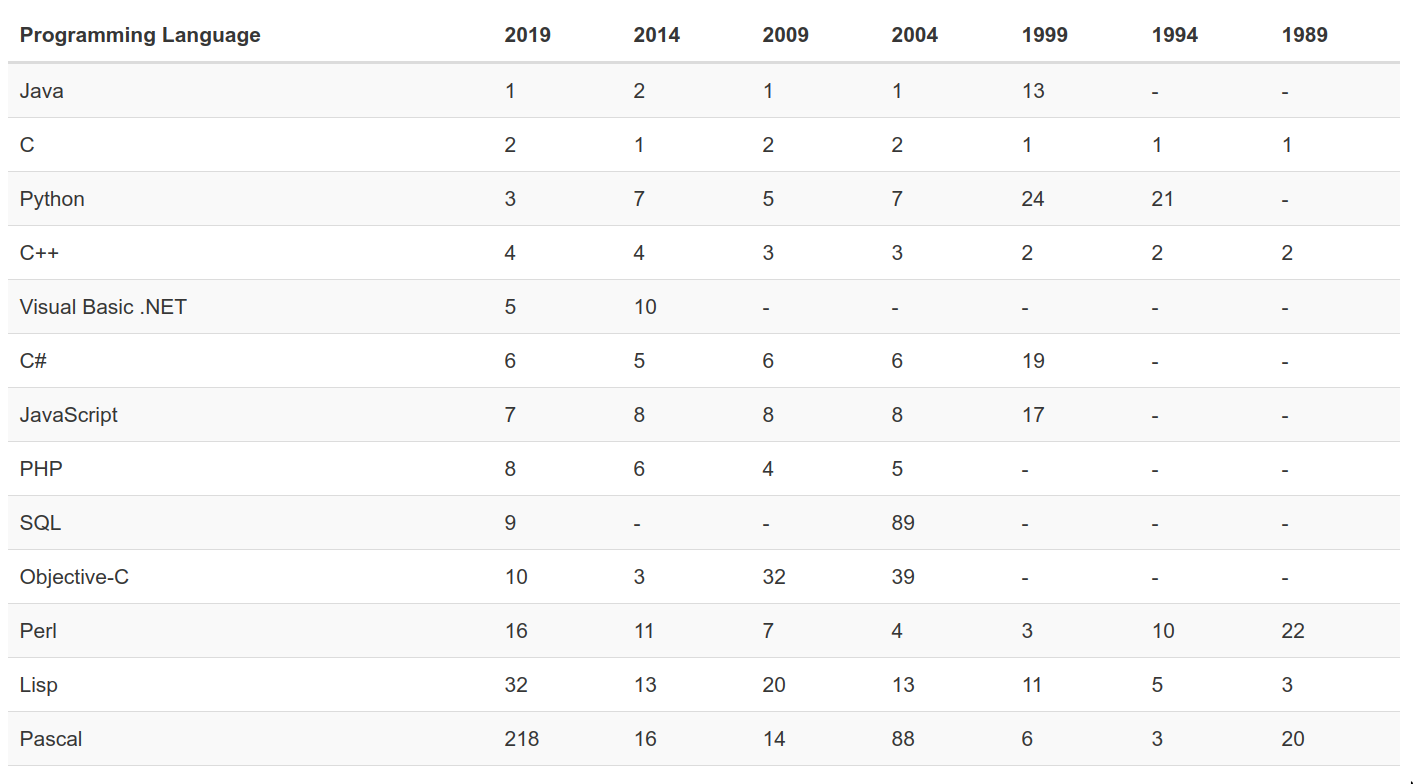 Programming Language 2019 2014 2009 2004 1999 1994 1989
Java 1 2 1 1 13 - -
C 2 1 2 2 1 1 1
Python 3 7 5 7 24 21 -
C++ 4 4 3 3 2 2 2
Visual Basic .NET 5 10 - - - - -
C# 6 5 6 6 19 - -
JavaScript 7 8 8 8 17 - -
PHP 8 6 4 5 - - -
SQL 9 - - 89 - - -
Objective-C 10 3 32 39 - - -
Perl 16 11 7 4 3 10 22
Lisp 32 13 20 13 11 5 3
Pascal 218 16 14 88 6 3 20